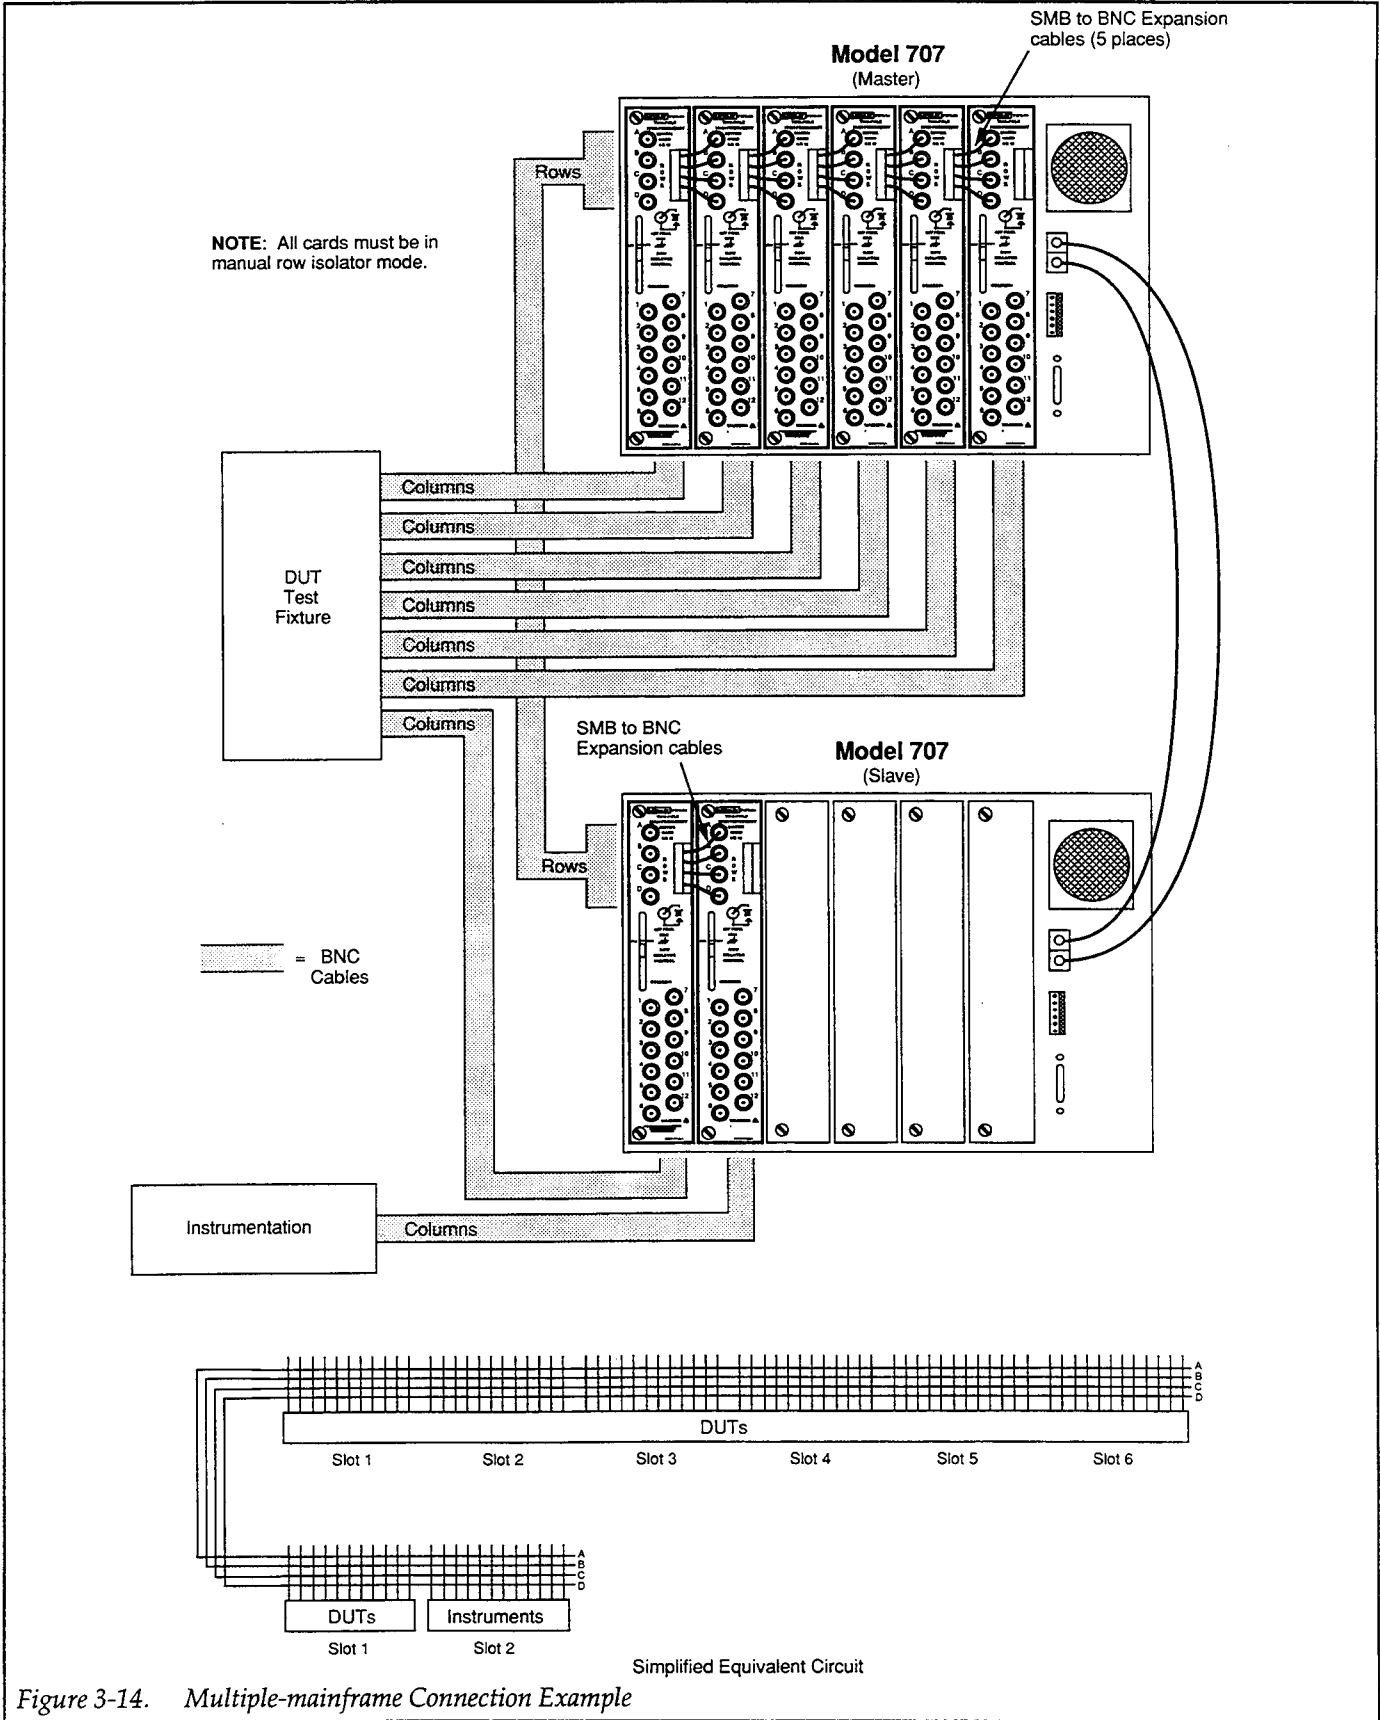 SMB to BNC Expansion
cables (5 places)
Model 707
(Master)
Rows
NOTE: All cards must be in
manual row isolator mode.
Columns
Columns
Columns
DUT
Test
Fixture
Columns
Columns
Columns
Columns
SMB to BNC
Expansion cables
Model 707
(Slave)
Rows
= BNC
Cables
Instrumentation
Columns
A
B
C
D
DUTs
Slot 1 Slot 2 Slot 3 Slot 4 Slot 5 Slot 6
A
B
C
D
DUTs Instruments
Slot 1 Slot 2
Simplified Equivalent Circuit
Figure 3-14. Multiple-mainframe Connection Example